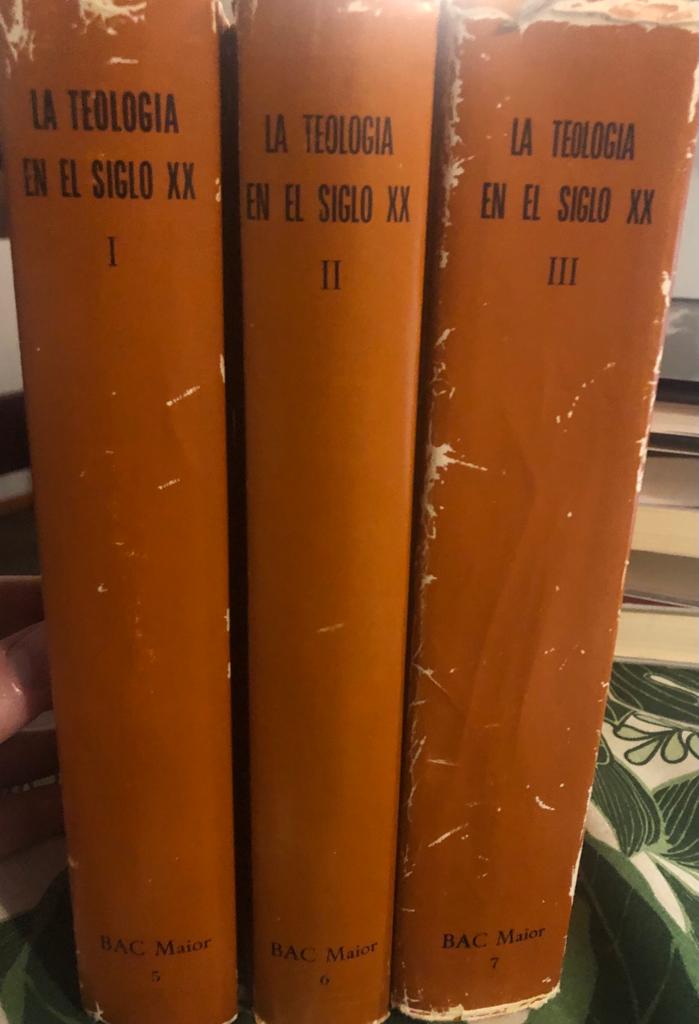 LA TEOLOGIA
EN EL SIGLO XX
I
BAC Maior
5
LA TEOLOGIA
EN EL SIGLO XX
II
BAC Maior
6
LA TEOLOGIA
EN EL SIGLO XX
III
BAC Maior
7